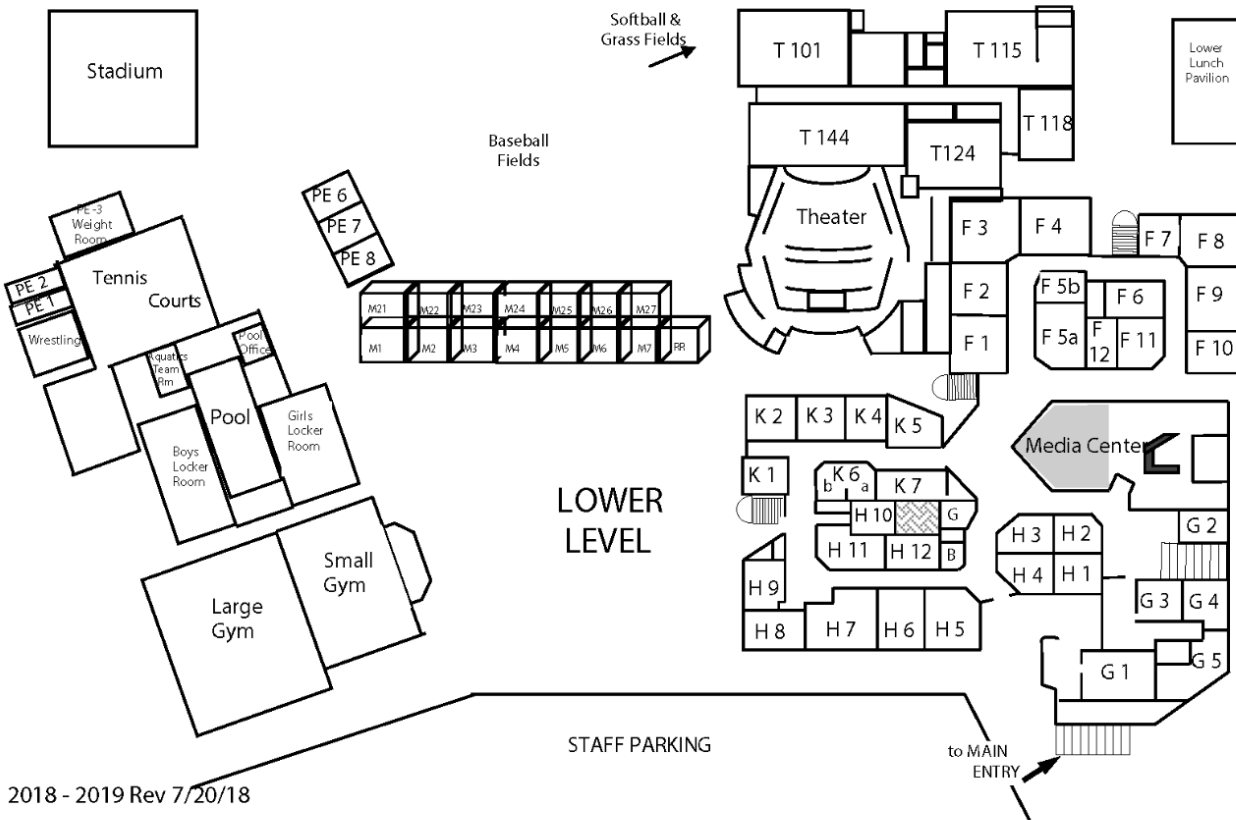 Softball &
Grass Fields
T 101
T 115
Stadium
Lower
Lunch
Pavilion
Baseball
Fields
T 144
T124
T 118
PE 6
PE 7
PE 8
PE -3
Weight
Room
Theater
F 3
F 4
F 7
F 8
PE 2
PE 1
Tennis
Courts
Wrestling
M21
M22
M23
M24
M25
M26
M27
M1
M2
M3
M4
M5
M6
M7
RR
F 2
F 1
F 5b
F 5a
F 6
F
12
F 11
F 9
F 10
Pool
Office
Aquatics
Team
Rm
Pool
Girls
Locker
Room
Boys
Locker
Room
K 2
K 3
K 4
K 5
Media Center
K 1
K 6
b
a
K 7
LOWER
LEVEL
H 10
G
H 11
H 12
B
H 3
H 2
H 4
H 1
G 2
G 3
G 4
Small
Gym
Large
Gym
H 9
H 8
H 7
H 6
H 5
G 1
G 5
STAFF PARKING
to MAIN
ENTRY
2018 - 2019 Rev 7/20/18